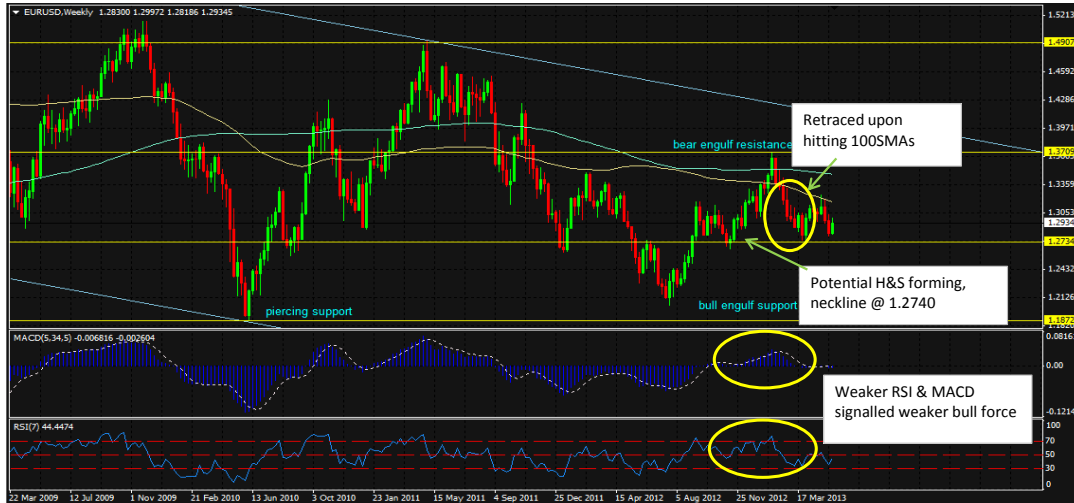 EURUSD,Weekly 1.28300 1.29972 1.28186 1.29345
1.5213
1.4907
1.4592
1.4286
1.3971
bear engulf resistance
Retraced upon
hitting 100SMAs
1.3709
1.3359
1.3053
1.2934
1.2734
Potential H&S forming,
neckline @ 1.2740
1.2432
1.2126
piercing support
bull engulf support
1.1872
MACD(5,34,5) -0.006816 -0.002604
0.0816
0.00
-0.1214
Weaker RSI & MACD
signalled weaker bull force
RSI(7) 44.4474
100
70
50
30
0
22 Mar 2009 12 Jul 2009 1 Nov 2009 21 Feb 2010 13 Jun 2010 3 Oct 2010 23 Jan 2011 15 May 2011 4 Sep 2011 25 Dec 2011 15 Apr 2012 5 Aug 2012 25 Nov 2012 17 Mar 2013